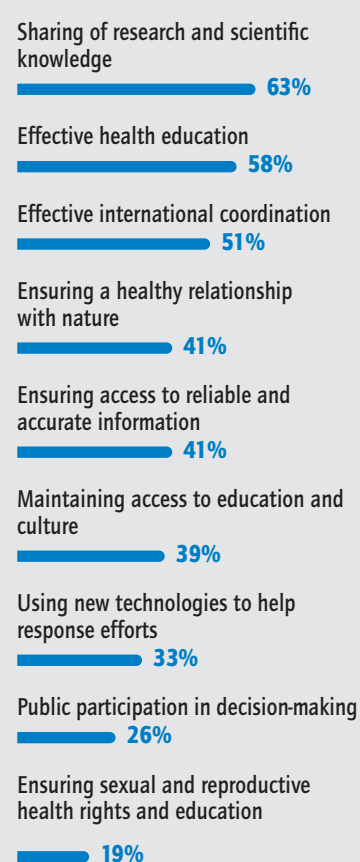 Sharing of research and scientific
knowledge
63%
Effective health education
58%
Effective international coordination
51%
Ensuring a healthy relationship
with nature
41%
Ensuring access to reliable and
accurate information
41%
Maintaining access to education and
culture
39%
Using new technologies to help
response efforts
33%
Public participation in decision-making
26%
Ensuring sexual and reproductive
health rights and education
19%